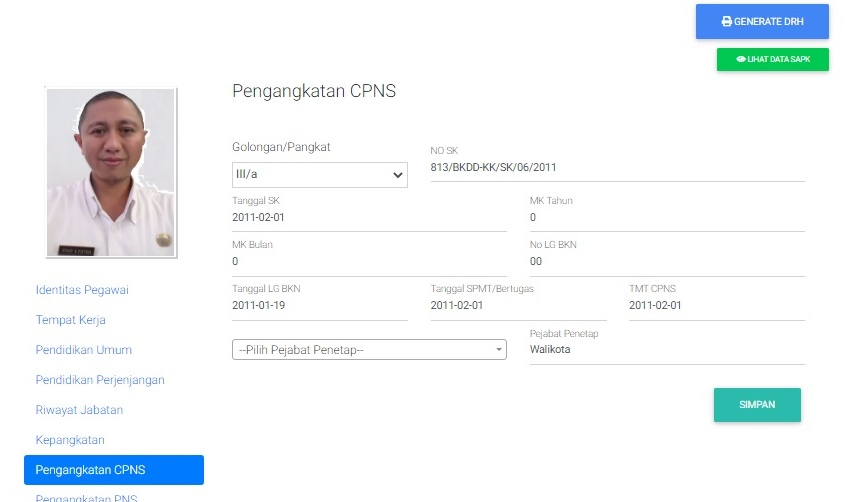 GENERATE DRH
LIHAT DATA SAPK
Pengangkatan CPNS
Golongan/Pangkat
III/a
NO SK
813/BKDD-KK/SK/06/2011
Tanggal SK
2011-02-01
MK Tahun
0
MK Bulan
0
No LG BKN
00
Tanggal LG BKN
2011-01-19
Tanggal SPMT/Bertugas
2011-02-01
TMT CPNS
2011-02-01
--Pilih Pejabat Penetap--
Pejabat Penetap
Walikota
SIMPAN
Identitas Pegawai
Tempat Kerja
Pendidikan Umum
Pendidikan Perjenjangan
Riwayat Jabatan
Kepangkatan
Pengangkatan CPNS
Pengangkatan PNS